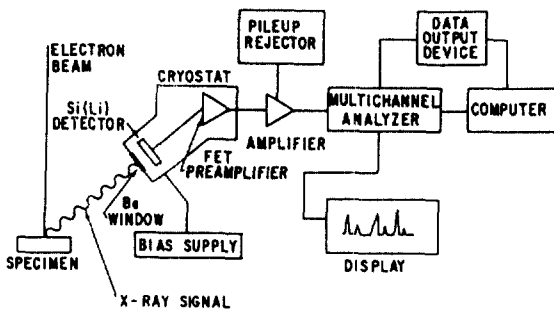 ELECTRON
BEAM
PILEUP
REJECTOR
DATA
OUTPUT
DEVICE
CRYOSTAT
Si(Li)
DETECTOR
MULTICHANNEL
ANALYZER
COMPUTER
AMPLIFIER
FET
PREAMPLIFIER
Be
WINDOW
BIAS SUPPLY
SPECIMEN
DISPLAY
X-RAY SIGNAL